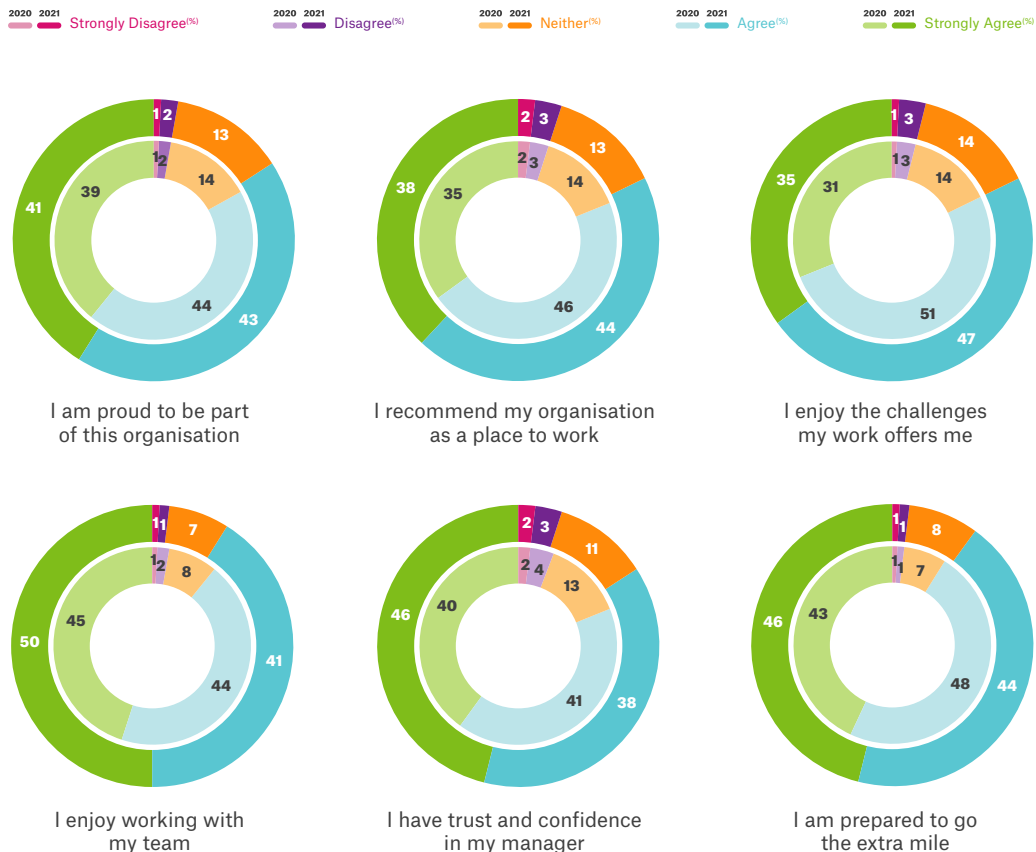 2020 2021 Strongly Disagree(%)
2020 2021 Disagree(%)
2020 2021 Neither(%)
2020 2021 Agree(%)
2020 2021 Strongly Agree(%)
1 2 13 43 41
1 2 14 44 39
I am proud to be part
of this organisation
2 3 13 44 38
2 3 14 46 35
I recommend my organisation
as a place to work
1 3 14 47 35
1 3 14 51 31
I enjoy the challenges
my work offers me
1 1 7 41 50
1 2 8 44 45
I enjoy working with
my team
2 3 11 38 46
2 4 13 41 40
I have trust and confidence
in my manager
1 1 8 44 46
1 1 7 48 43
I am prepared to go
the extra mile